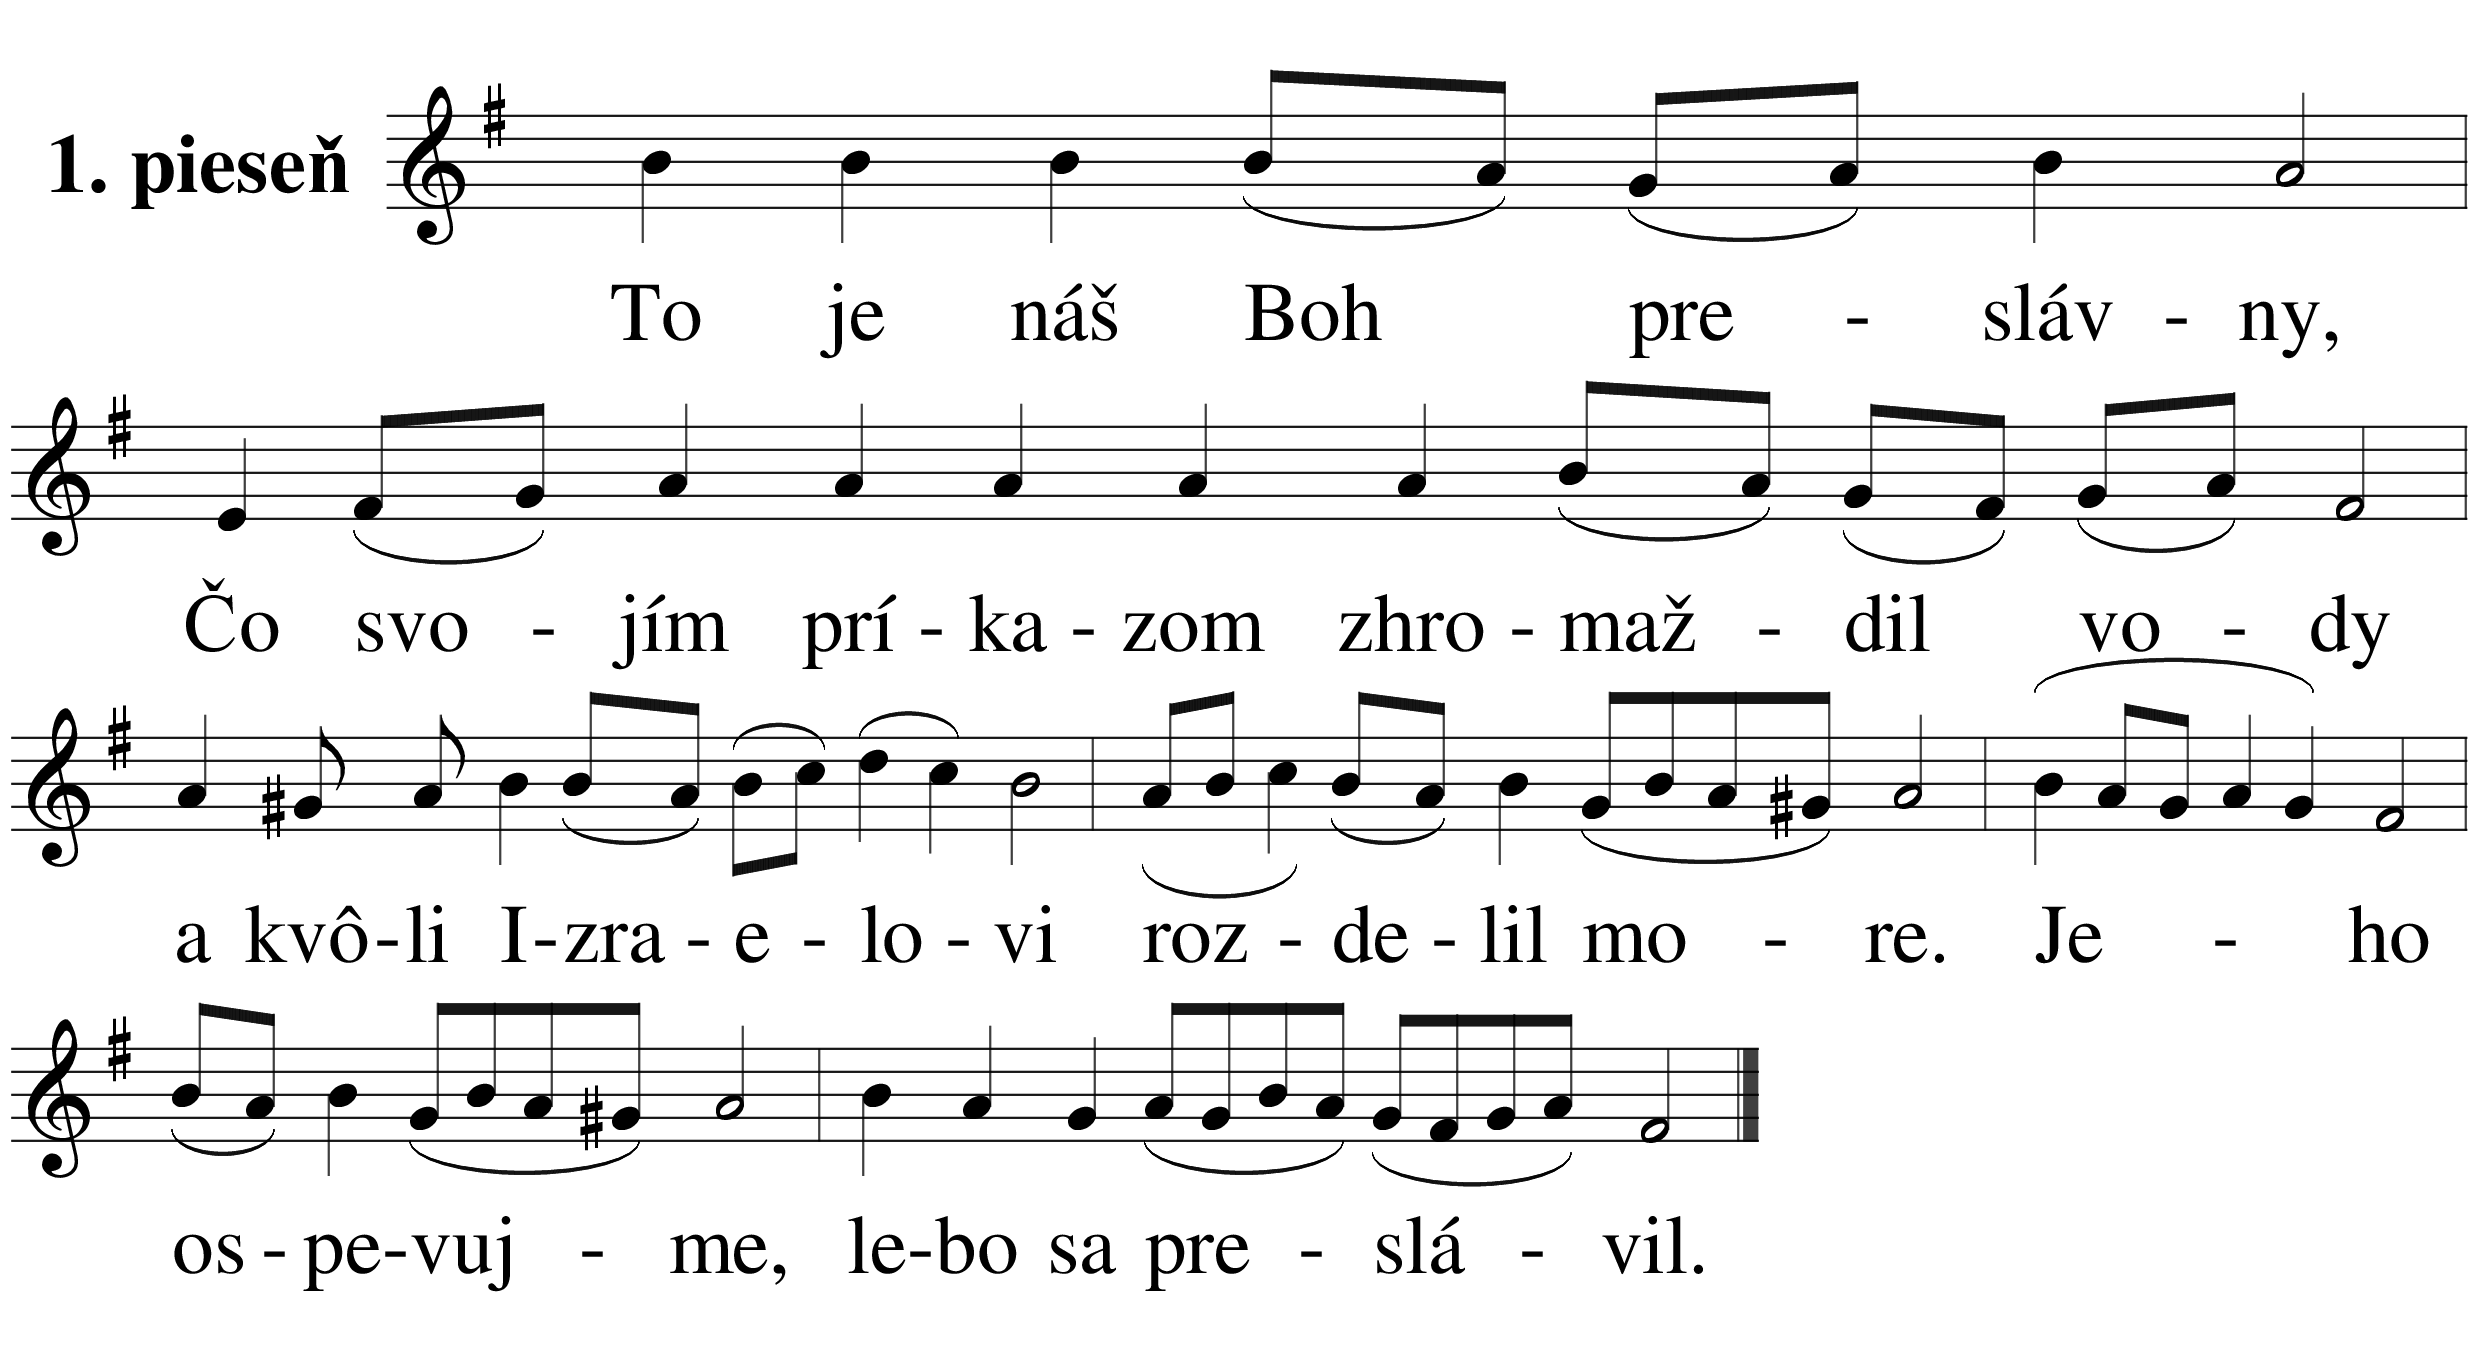 1. pieseň
To je náš Boh pre - sláv - ny,
Čo svo - jím prí - ka - zom zhro - maž - dil vo - dy
a kvô - li I - zra - e - lo - vi roz - de - lil mo - re. Je - ho
os - pe - vuj - me, le - bo sa pre - slá - vil.